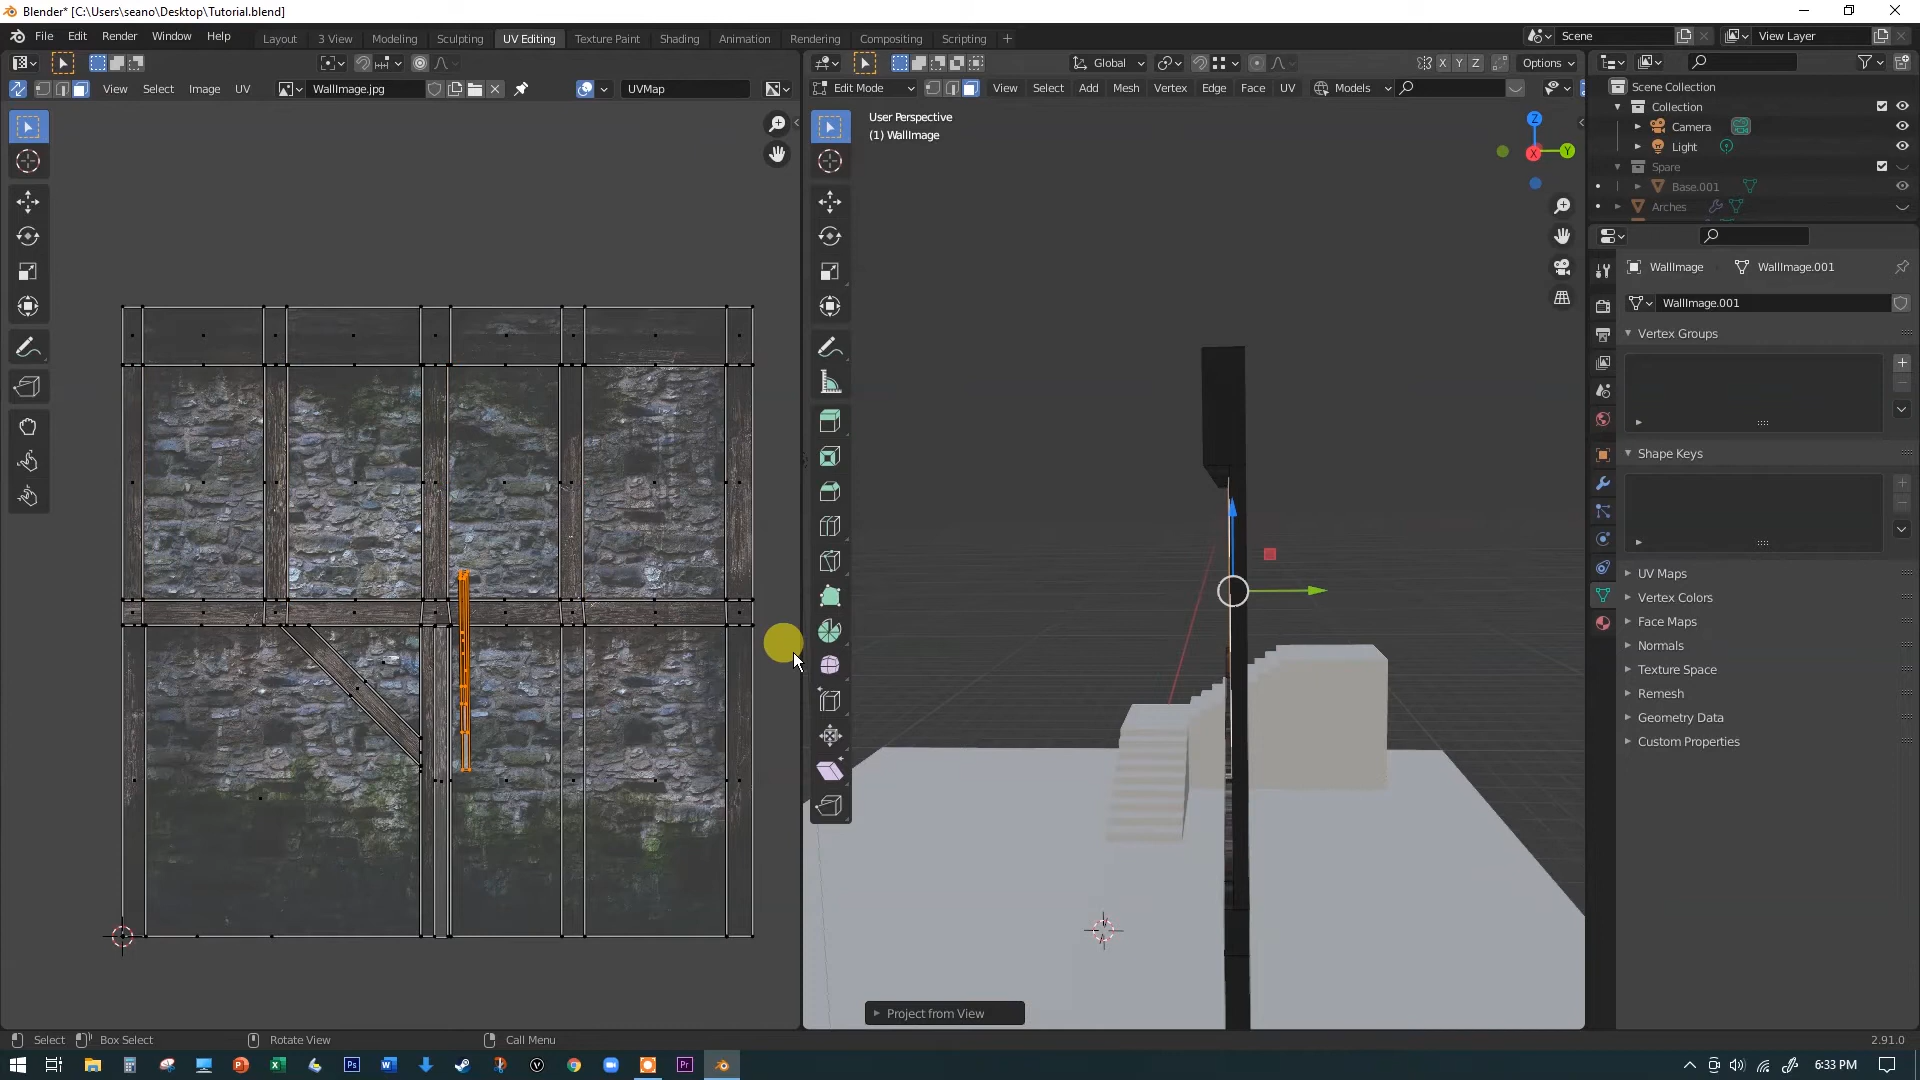 Blender* [C:\Users\seano\Desktop\Tutorial.blend]
File Edit Render Window Help
Layout 3 View Modeling Sculpting UV Editing Texture Paint Shading Animation Rendering Compositing Scripting +
Scene
View Layer
Global
X Y Z
Options
View Select Image UV
WallImage.jpg
UVMap
Edit Mode
View Select Add Mesh Vertex Edge Face UV
Models
User Perspective
(1) WallImage
Z
X
Y
Scene Collection
Collection
Camera
Light
Spare
Base.001
Arches
WallImage
WallImage.001
WallImage.001
Vertex Groups
Shape Keys
UV Maps
Vertex Colors
Face Maps
Normals
Texture Space
Remesh
Geometry Data
Custom Properties
Project from View
Select
Box Select
Rotate View
Call Menu
2.91.0
6:33 PM